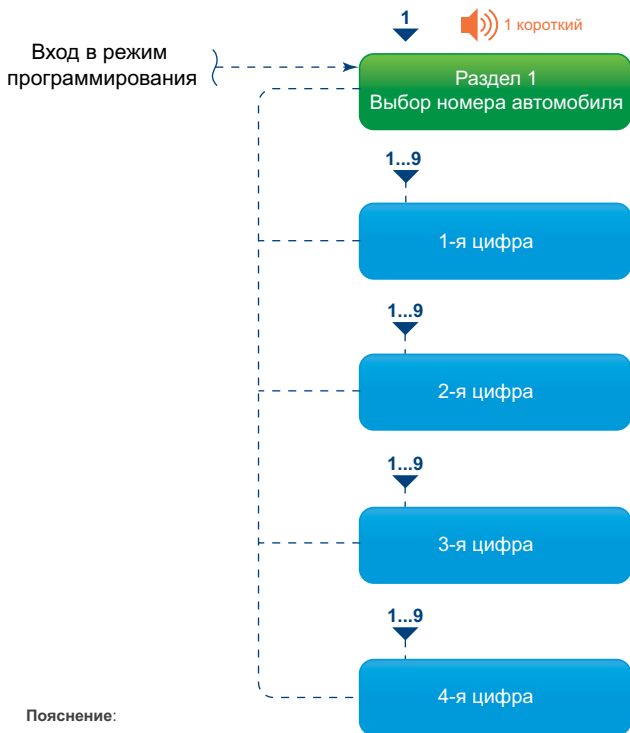 1
1 короткий
Вход в режим
программирования
Раздел 1
Выбор номера автомобиля
1...9
1-я цифра
1...9
2-я цифра
1...9
3-я цифра
1...9
4-я цифра
Пояснение: